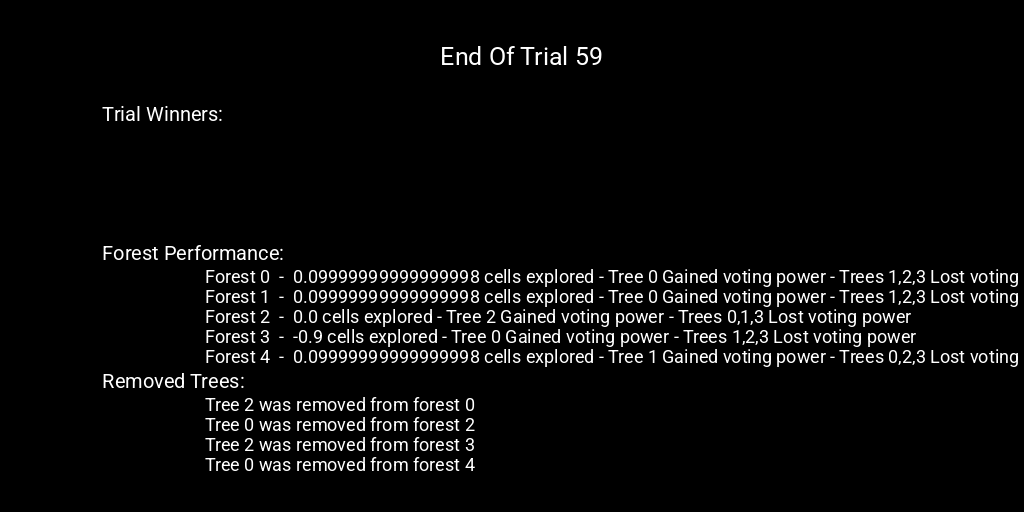 End Of Trial 59
Trial Winners:
Forest Performance:
Forest 0 - 0.09999999999999998 cells explored - Tree 0 Gained voting power - Trees 1,2,3 Lost voting
Forest 1 - 0.09999999999999998 cells explored - Tree 0 Gained voting power - Trees 1,2,3 Lost voting
Forest 2 - 0.0 cells explored - Tree 2 Gained voting power - Trees 0,1,3 Lost voting power
Forest 3 - -0.9 cells explored - Tree 0 Gained voting power - Trees 1,2,3 Lost voting power
Forest 4 - 0.09999999999999998 cells explored - Tree 1 Gained voting power - Trees 0,2,3 Lost voting
Removed Trees:
Tree 2 was removed from forest 0
Tree 0 was removed from forest 2
Tree 2 was removed from forest 3
Tree 0 was removed from forest 4